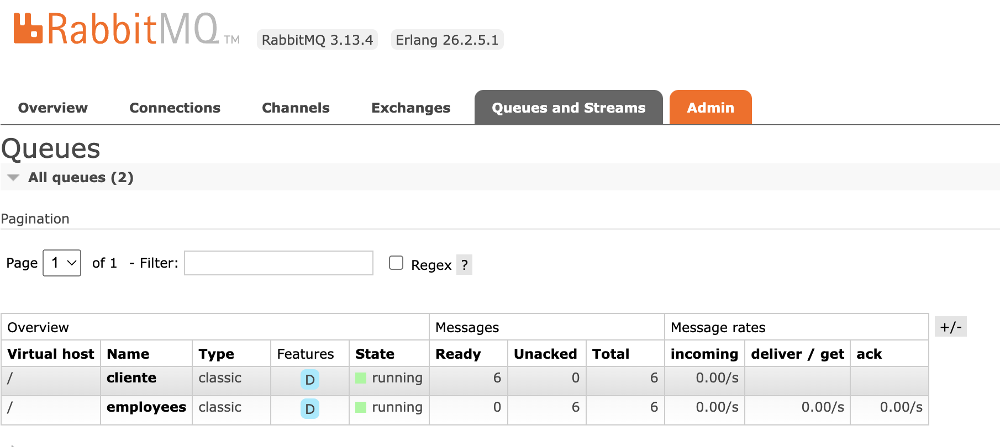 RabbitMQ TM RabbitMQ 3.13.4 Erlang 26.2.5.1
Overview Connections Channels Exchanges Queues and Streams Admin
Queues
All queues (2)
Pagination
Page 1 of 1 - Filter: Regex ?
Overview Messages Message rates +/-
Virtual host Name Type Features State Ready Unacked Total incoming deliver / get ack
/ cliente classic D running 6 0 6 0.00/s
/ employees classic D running 0 6 6 0.00/s 0.00/s 0.00/s